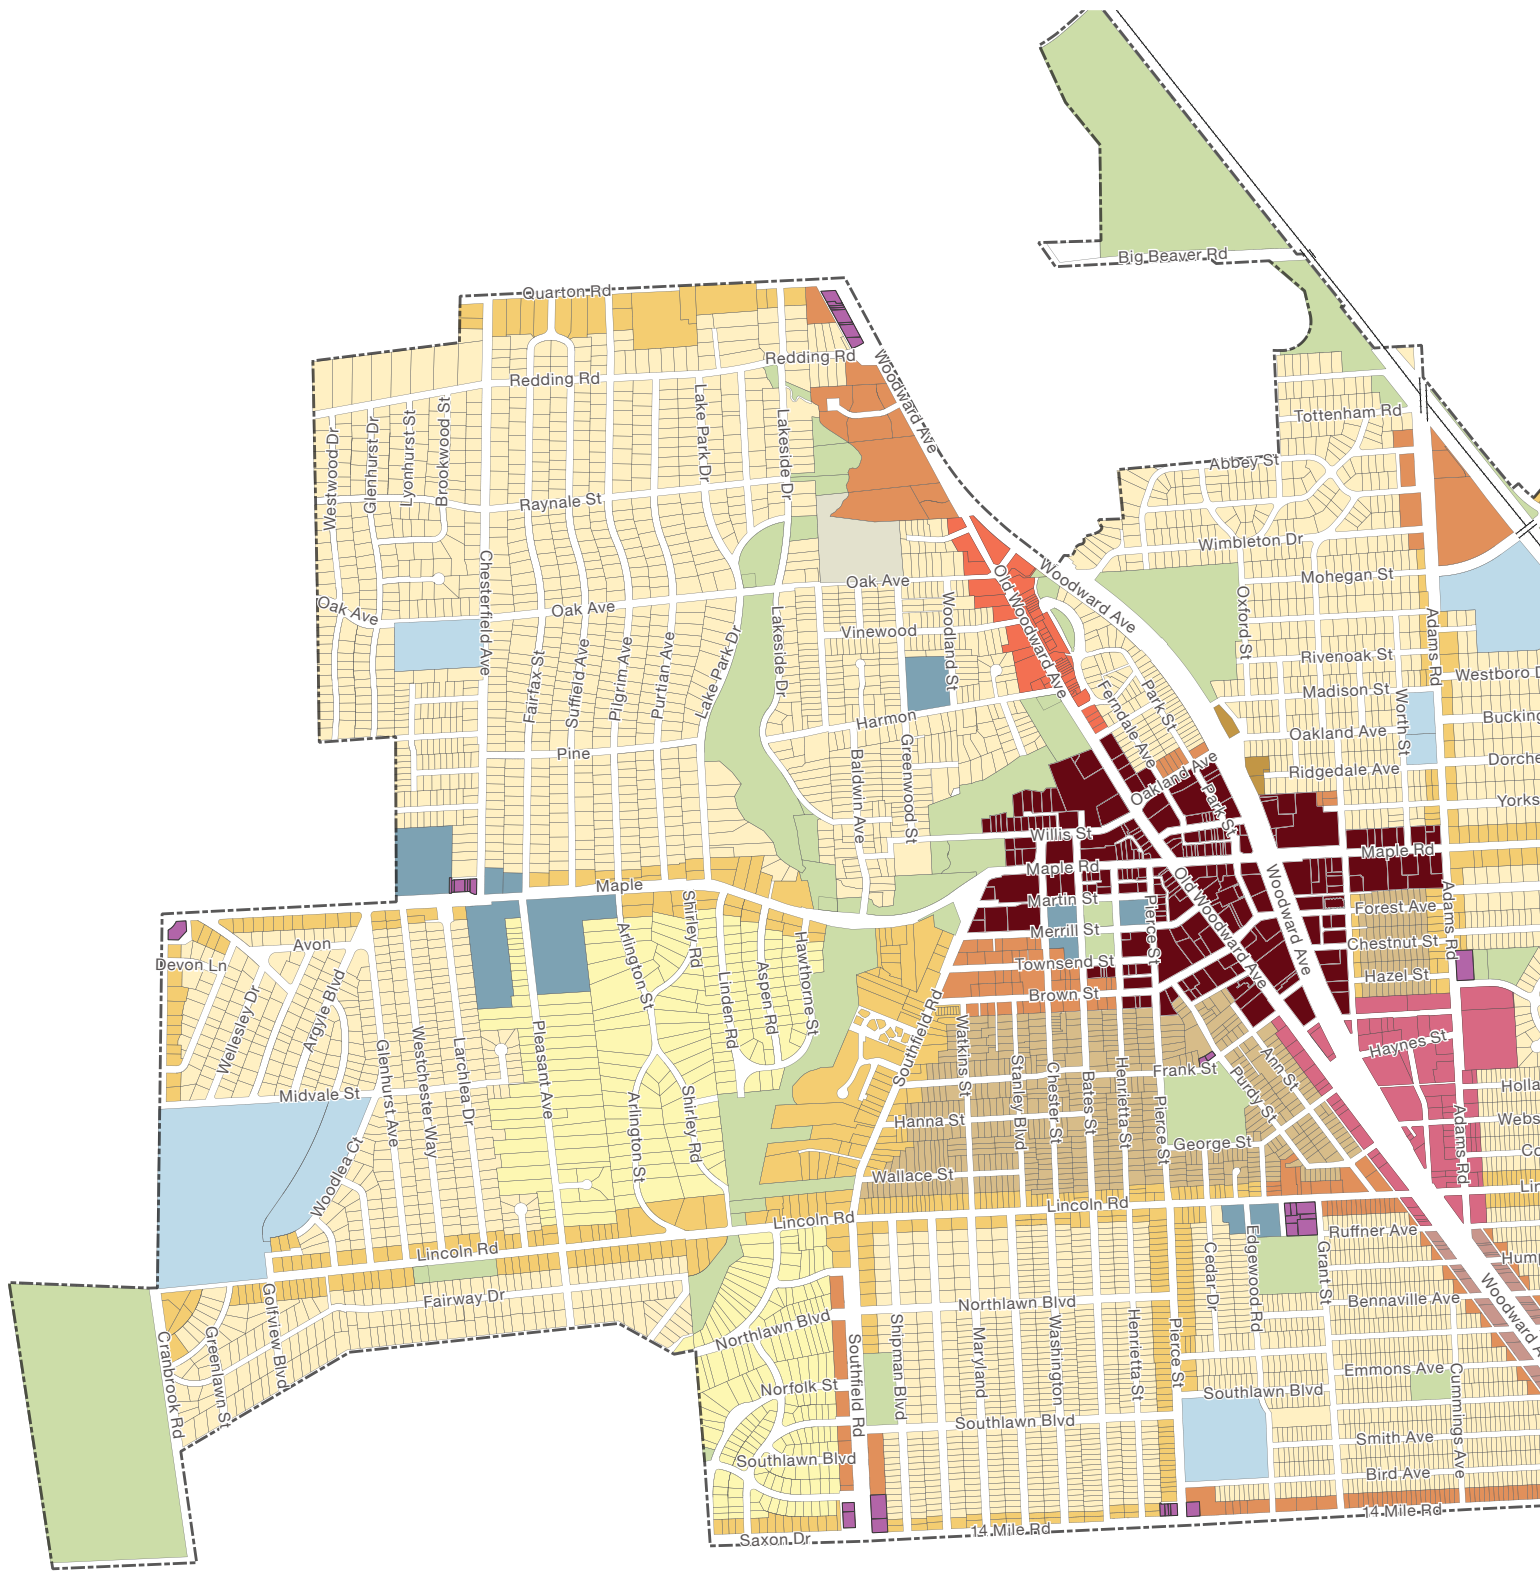 Big Beaver Rd
Quarton Rd
Redding Rd
Woodward Ave
Redding Rd
Tottenham Rd
Westwood Dr
Glenhurst Dr
Lyonhurst St
Brookwood St
Lake Park Dr
Lakeside Dr
Abbey St
Raynale St
Wimbleton Dr
Chesterfield Ave
Oak Ave
Oak Ave
Oak Ave
Old Woodward Ave
Woodward Ave
Mohegan St
Oxford St
Adams Rd
Vinewood
Woodland St
Lakeside Dr
Fairfax St
Suffield Ave
Pilgrim Ave
Purtian Ave
Lake Park Dr
Rivenoak St
Westboro D
Madison St
Worth St
Ferndale Ave
Park St
Harmon
Bucking
Oakland Ave
Pine
Baldwin Ave
Greenwood St
Dorche
Ridgedale Ave
Oakland Ave
Park St
Yorks
Willis St
Maple Rd
Maple Rd
Maple
Old Woodward Ave
Woodward Ave
Martin St
Pierce St
Forest Ave
Adams Rd
Shirley Rd
Arlington St
Linden Rd
Aspen Rd
Hawthorne St
Merrill St
Chestnut St
Avon
Devon Ln
Townsend St
Hazel St
Wellesley Dr
Argyle Blvd
Brown St
Southfield Rd
Watkins St
Stanley Blvd
Chester St
Bates St
Henrietta St
Pierce St
Frank St
Purdy St
Ann St
Haynes St
Glenhurst Ave
Westchester Way
Larchlea Dr
Pleasant Ave
Arlington St
Shirley Rd
Midvale St
Holla
Hanna St
Adams Rd
Webs
George St
Co
Woodlea Ct
Wallace St
Lincoln Rd
Lin
Lincoln Rd
Lincoln Rd
Ruffner Ave
Cedar Dr
Edgewood Rd
Grant St
Hump
Golfview Blvd
Fairway Dr
Northlawn Blvd
Northlawn Blvd
Bennaville Ave
Woodward A
Cranbrook Rd
Greenlawn St
Southfield Rd
Shipman Blvd
Maryland
Washington
Henrietta St
Pierce St
Norfolk St
Emmons Ave
Southlawn Blvd
Cummings Ave
Southlawn Blvd
Smith Ave
Southlawn Blvd
Bird Ave
14 Mile Rd
14 Mile Rd
Saxon Dr